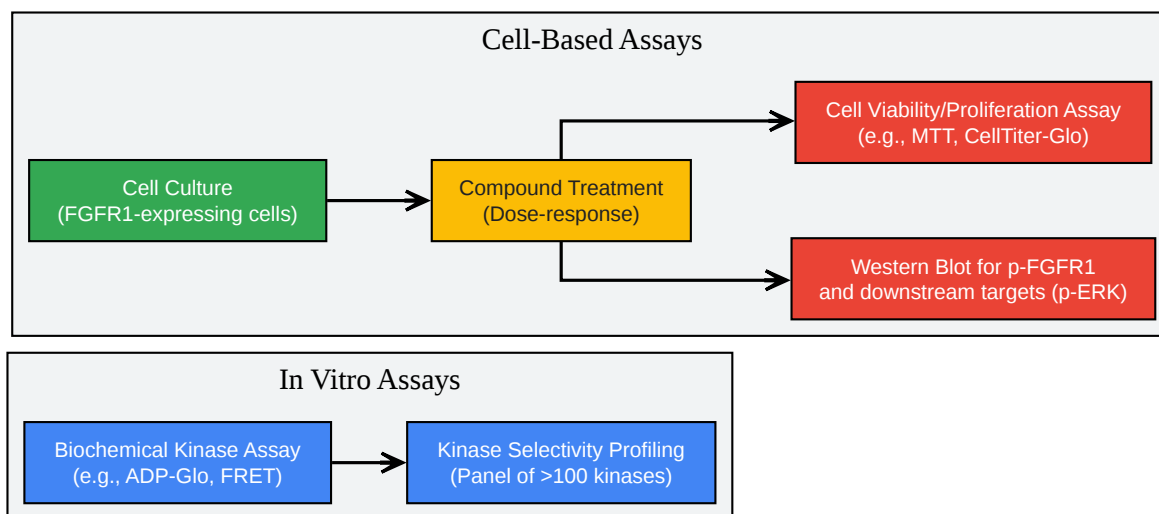 Cell-Based Assays
Cell Viability/Proliferation Assay
(e.g., MTT, CellTiter-Glo)
Cell Culture
(FGFR1-expressing cells)
Compound Treatment
(Dose-response)
Western Blot for p-FGFR1
and downstream targets (p-ERK)
In Vitro Assays
Biochemical Kinase Assay
(e.g., ADP-Glo, FRET)
Kinase Selectivity Profiling
(Panel of >100 kinases)